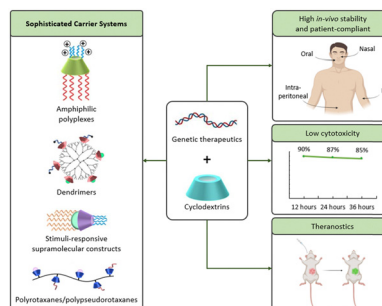 Sophisticated Carrier Systems
Amphiphilic
polyplexes
Dendrimers
Stimuli-responsive
supramolecular constructs
Polyrotaxanes/polypseudorotaxanes
Genetic therapeutics
+
Cyclodextrins
High in-vivo stability
and patient-compliant
Oral
Nasal
Intra-
peritoneal
Low cytotoxicity
90% 87% 85%
12 hours 24 hours 36 hours
Theranostics